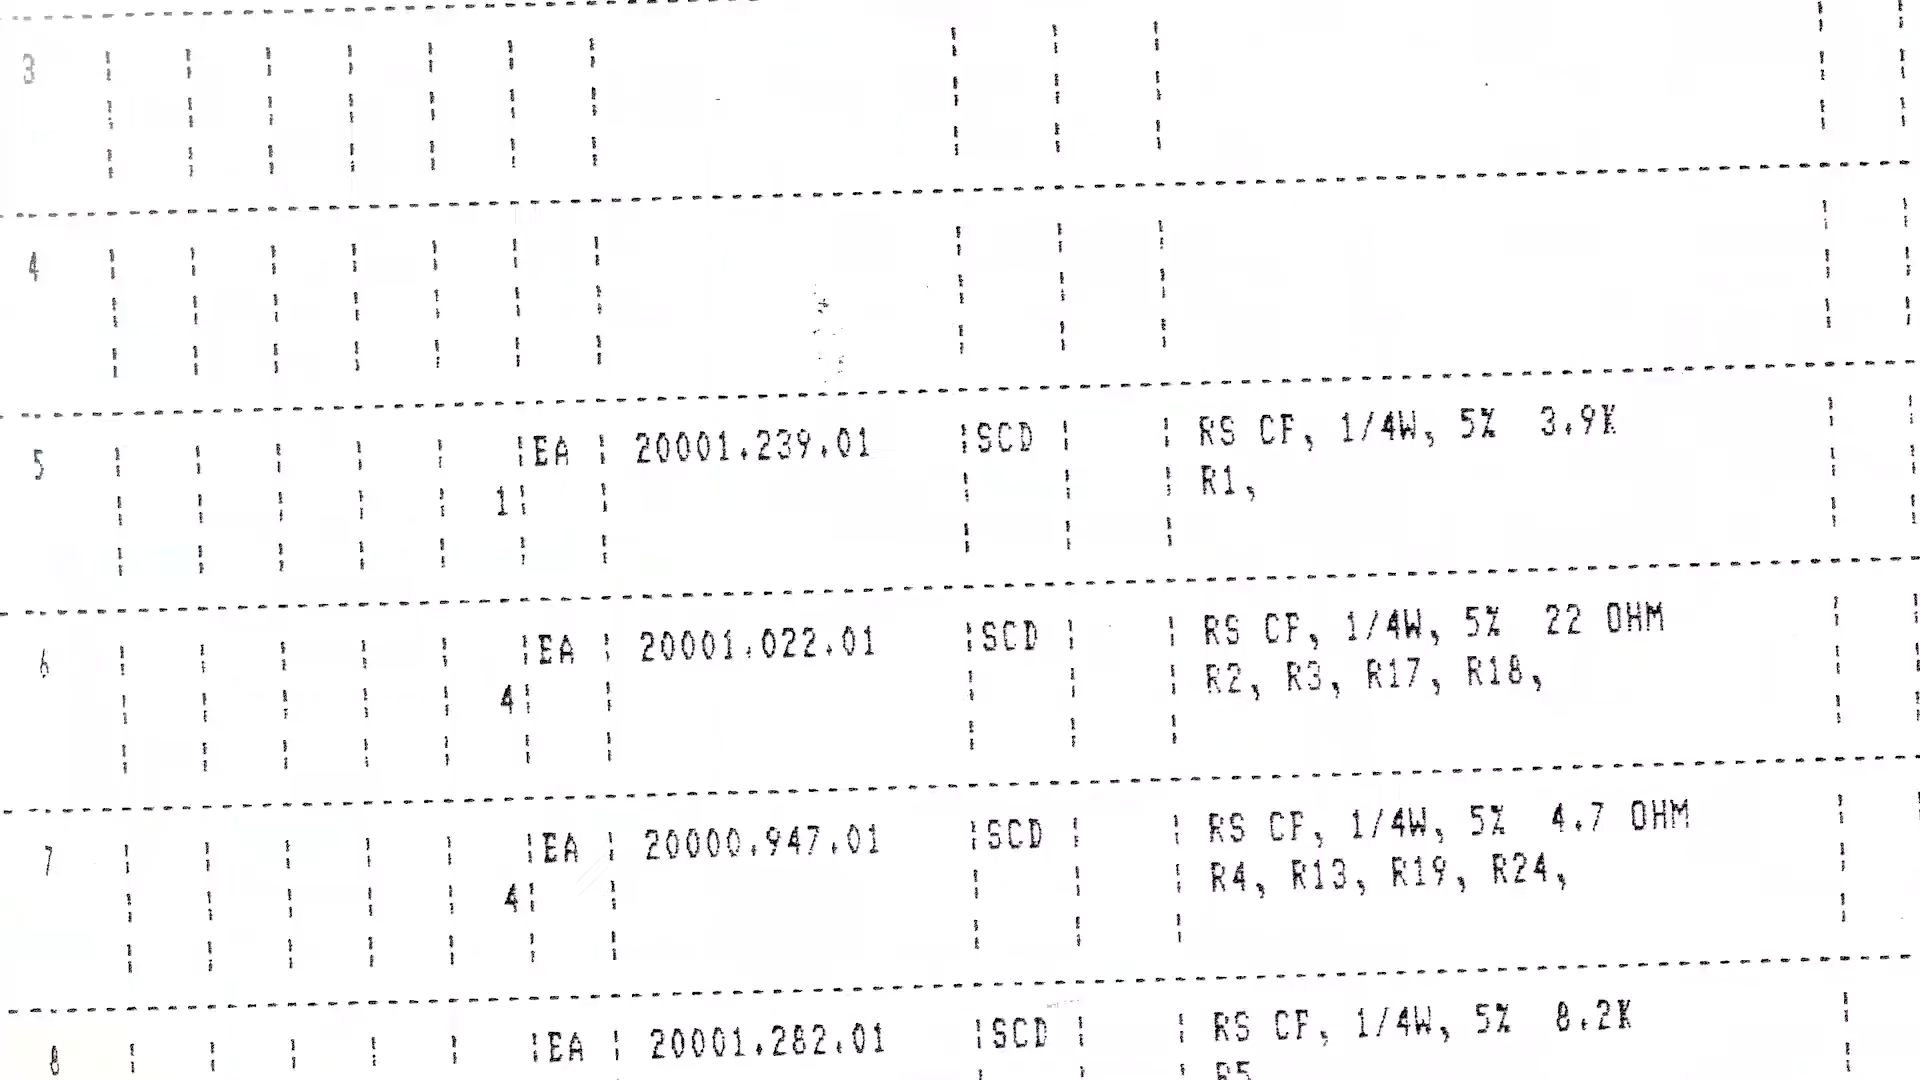 3
4
5 EA 20001.239.01 SCD RS CF, 1/4W, 5% 3.9K
1 R1,
6 EA 20001.022.01 SCD RS CF, 1/4W, 5% 22 OHM
4 R2, R3, R17, R18,
7 EA 20000.947.01 SCD RS CF, 1/4W, 5% 4.7 OHM
4 R4, R13, R19, R24,
8 EA 20001.282.01 SCD RS CF, 1/4W, 5% 8.2K
R5